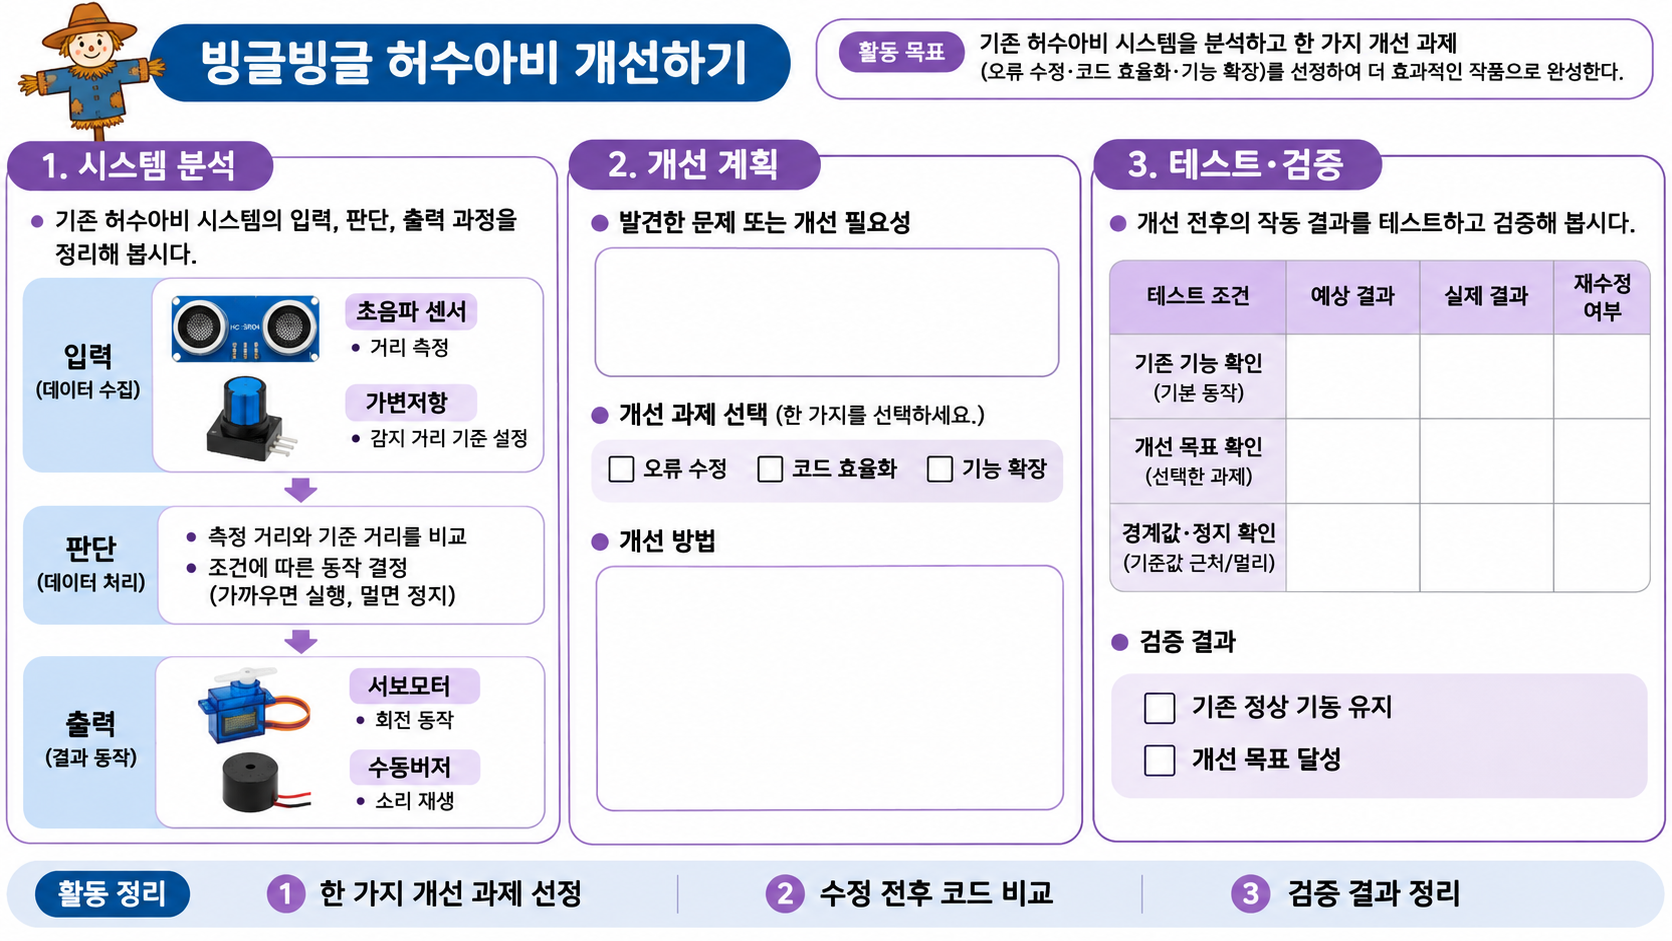 빙글빙글 허수아비 개선하기
활동 목표
기존 허수아비 시스템을 분석하고 한 가지 개선 과제
(오류 수정·코드 효율화·기능 확장)를 선정하여 더 효과적인 작품으로 완성한다.
1. 시스템 분석
기존 허수아비 시스템의 입력, 판단, 출력 과정을
정리해 봅시다.
입력
(데이터 수집)
HC-SR04
초음파 센서
거리 측정
가변저항
감지 거리 기준 설정
판단
(데이터 처리)
측정 거리와 기준 거리를 비교
조건에 따른 동작 결정
(가까우면 실행, 멀면 정지)
출력
(결과 동작)
서보모터
회전 동작
수동버저
소리 재생
2. 개선 계획
발견한 문제 또는 개선 필요성
개선 과제 선택 (한 가지를 선택하세요.)
오류 수정
코드 효율화
기능 확장
개선 방법
3. 테스트·검증
개선 전후의 작동 결과를 테스트하고 검증해 봅시다.
테스트 조건
예상 결과
실제 결과
재수정
여부
기존 기능 확인
(기본 동작)
개선 목표 확인
(선택한 과제)
경계값·정지 확인
(기준값 근처/멀리)
검증 결과
기존 정상 기동 유지
개선 목표 달성
활동 정리
1 한 가지 개선 과제 선정
2 수정 전후 코드 비교
3 검증 결과 정리